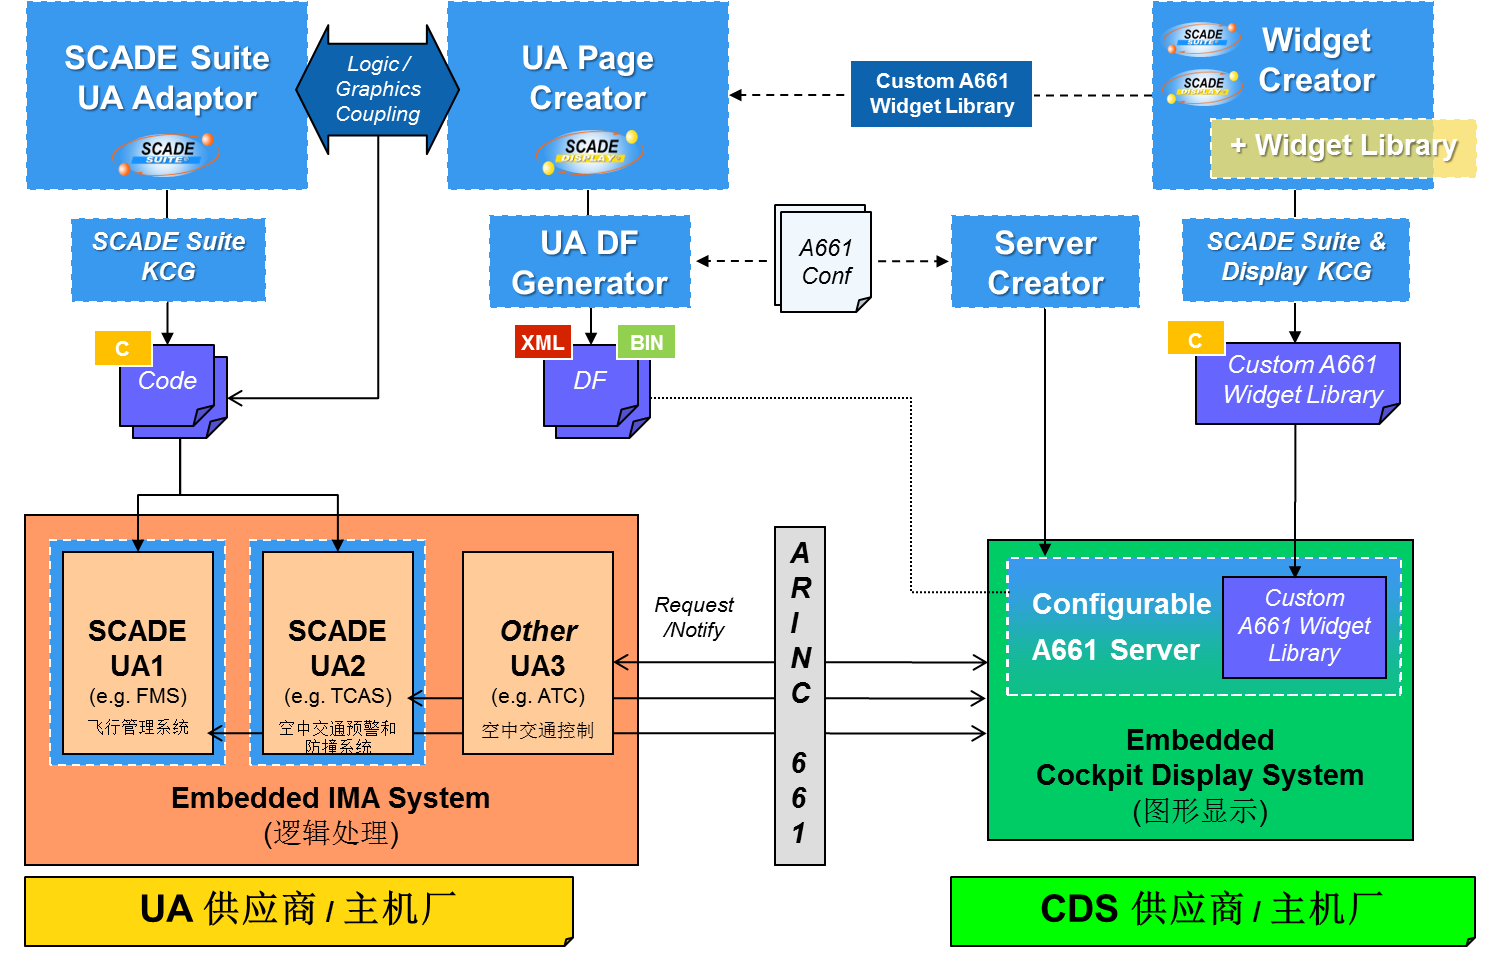 SCADE Suite
UA Adaptor
SCADE
SUITE
Logic /
Graphics
Coupling
UA Page
Creator
SCADE
DISPLAY
Custom A661
Widget Library
SCADE
SUITE
SCADE
DISPLAY
Widget
Creator
+ Widget Library
SCADE Suite
KCG
UA DF
Generator
A661
Conf
Server
Creator
SCADE Suite &
Display KCG
C
Code
XML
BIN
DF
C
Custom A661
Widget Library
SCADE
UA1
(e.g. FMS)
飞行管理系统
SCADE
UA2
(e.g. TCAS)
空中交通预警和
防撞系统
Other
UA3
(e.g. ATC)
空中交通控制
Embedded IMA System
(逻辑处理)
Request
/Notify
A
R
I
N
C
6
6
1
Configurable
A661 Server
Custom
A661 Widget
Library
Embedded
Cockpit Display System
(图形显示)
UA 供应商 / 主机厂
CDS 供应商 / 主机厂